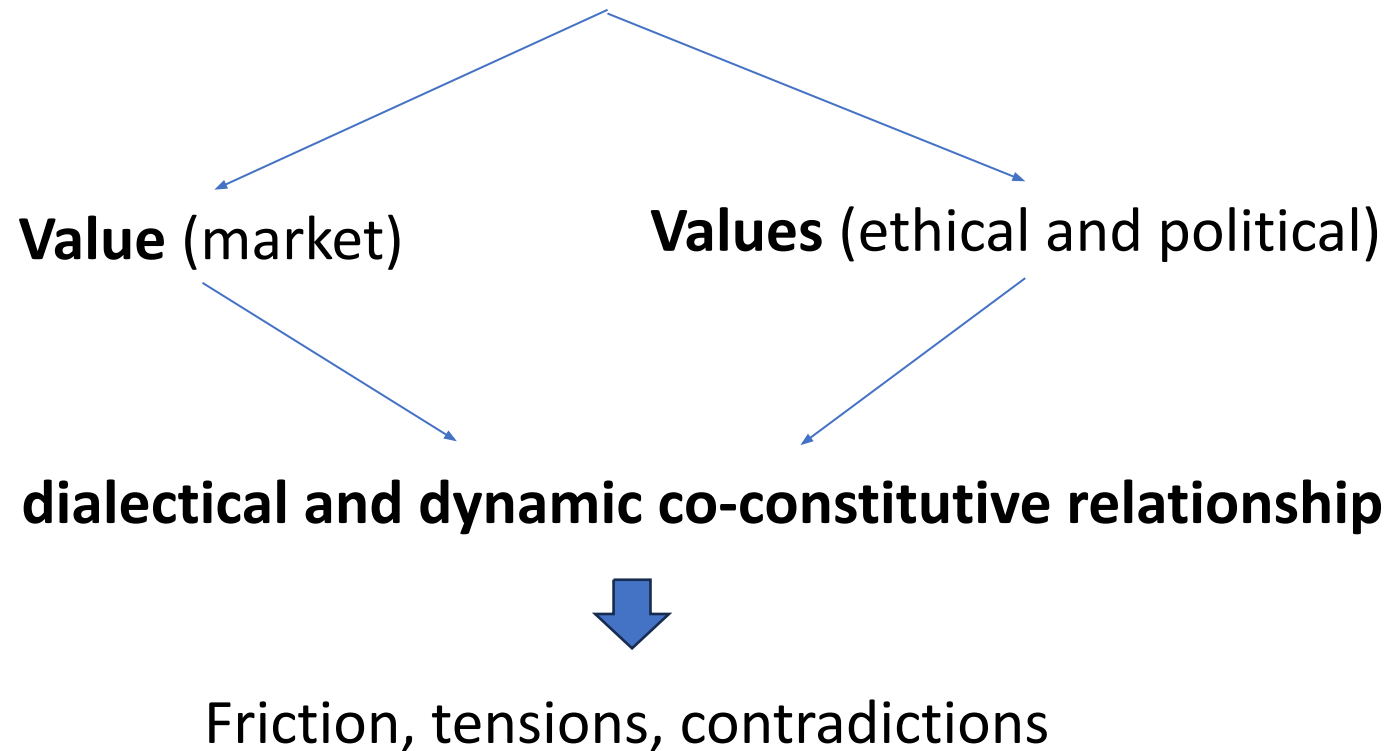 Value (market)
Values (ethical and political)
dialectical and dynamic co-constitutive relationship
Friction, tensions, contradictions